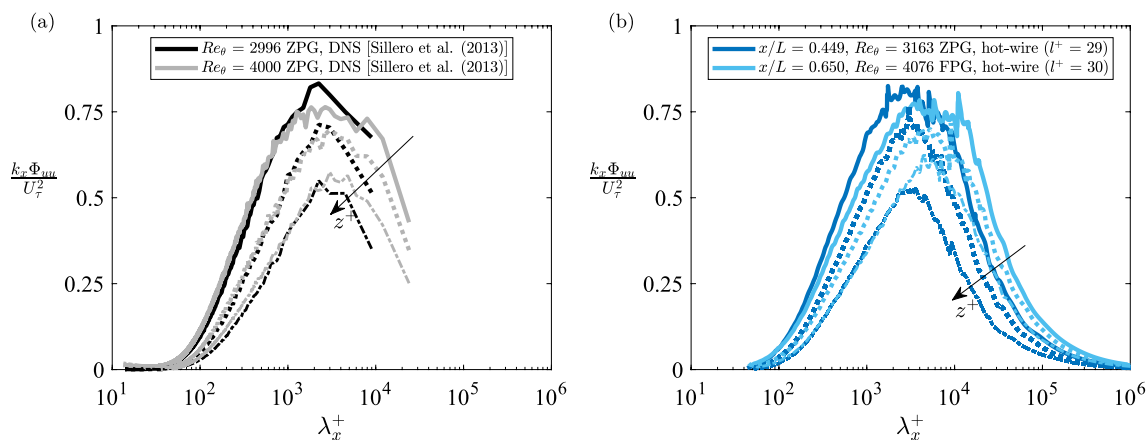 (a)
1
0.75
0.5
0.25
0
k_xΦ_uu
U_τ^2
Re_θ = 2996 ZPG, DNS [Sillero et al. (2013)]
Re_θ = 4000 ZPG, DNS [Sillero et al. (2013)]
z^+
10^1 10^2 10^3 10^4 10^5 10^6
λ_x^+
(b)
1
0.75
0.5
0.25
0
k_xΦ_uu
U_τ^2
x/L = 0.449, Re_θ = 3163 ZPG, hot-wire (l^+ = 29)
x/L = 0.650, Re_θ = 4076 FPG, hot-wire (l^+ = 30)
z^+
10^1 10^2 10^3 10^4 10^5 10^6
λ_x^+